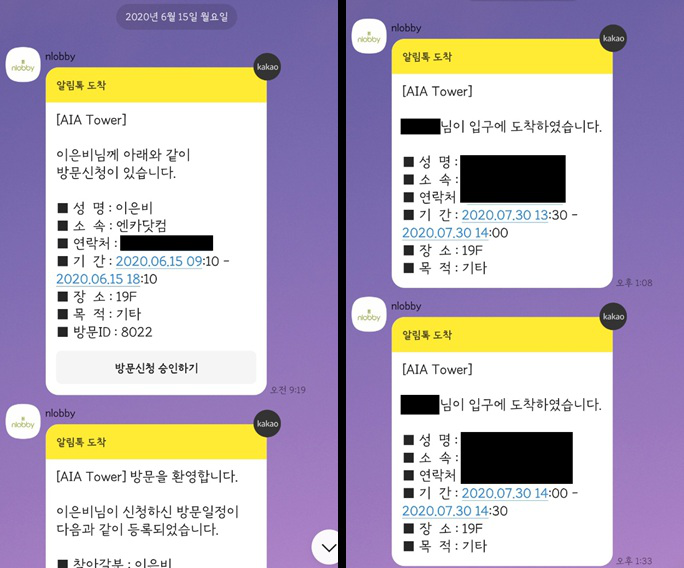 2020년 6월 15일 월요일
nlobby
nlobby
kakao
알림톡 도착
[AIA Tower]
이은비님께 아래와 같이
방문신청이 있습니다.
■ 성 명 : 이은비
■ 소 속 : 엔카닷컴
■ 연락처 :
■ 기 간 : 2020.06.15 09:10 -
2020.06.15 18:10
■ 장 소 : 19F
■ 목 적 : 기타
■ 방문ID : 8022
방문신청 승인하기
오전 9:19
nlobby
nlobby
kakao
알림톡 도착
[AIA Tower] 방문을 환영합니다.
이은비님이 신청하신 방문일정이
다음과 같이 등록되었습니다.
■ 찾아갈분 : 이은비
nlobby
nlobby
kakao
알림톡 도착
[AIA Tower]
님이 입구에 도착하였습니다.
■ 성 명 :
■ 소 속 :
■ 연락처
■ 기 간 : 2020.07.30 13:30 -
2020.07.30 14:00
■ 장 소 : 19F
■ 목 적 : 기타
오후 1:08
nlobby
nlobby
kakao
알림톡 도착
[AIA Tower]
님이 입구에 도착하였습니다.
■ 성 명 :
■ 소 속 :
■ 연락처
■ 기 간 : 2020.07.30 14:00 -
2020.07.30 14:30
■ 장 소 : 19F
■ 목 적 : 기타
오후 1:33